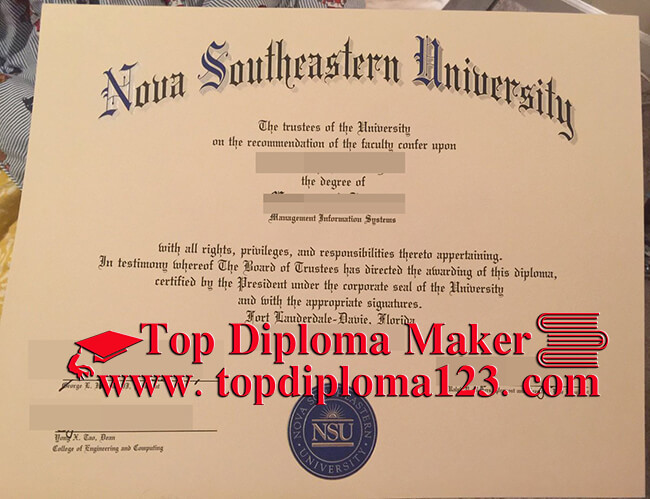 Nova Southeastern University
The trustees of the University
on the recommendation of the faculty confer upon
the degree of
Management Information Systems
with all rights, privileges, and responsibilities thereto appertaining.
In testimony whereof The Board of Trustees has directed the awarding of this diploma,
certified by the President under the corporate seal of the University
and with the appropriate signatures.
Fort Lauderdale-Davie, Florida
Top Diploma Maker
www.topdiploma123.com
George L.
Yong X. Tao, Dean
College of Engineering and Computing
NOVA SOUTHEASTERN
NSU
UNIVERSITY